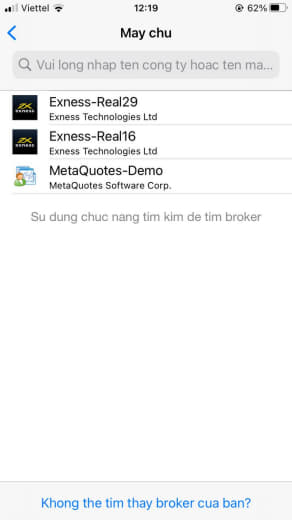 Viettel 12:19 62%
May chu
Vui long nhap ten cong ty hoac ten ma...
Exness-Real29
Exness Technologies Ltd
Exness-Real16
Exness Technologies Ltd
MetaQuotes-Demo
MetaQuotes Software Corp.
Su dung chuc nang tim kim de tim broker
Khong the tim thay broker cua ban?